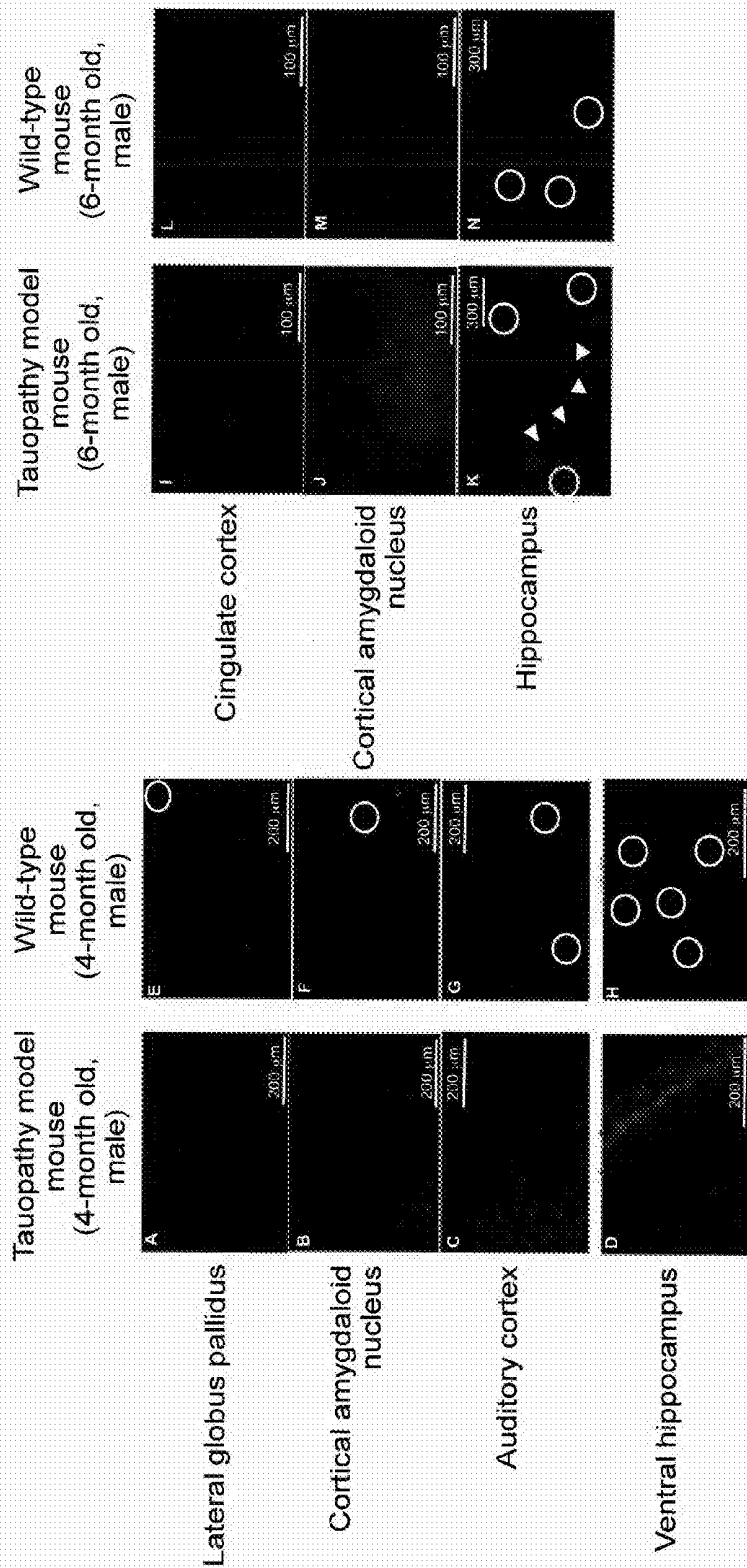 Tauopathy model
mouse
(4-month old,
male)
Wild-type
mouse
(4-month old,
male)
Lateral globus pallidus
A
200 µm
E
200 µm
Cortical amygdaloid
nucleus
B
200 µm
F
200 µm
Auditory cortex
C
200 µm
G
200 µm
Ventral hippocampus
D
200 µm
H
200 µm
Tauopathy model
mouse
(6-month old,
male)
Wild-type
mouse
(6-month old,
male)
Cingulate cortex
I
100 µm
L
100 µm
Cortical amygdaloid
nucleus
J
100 µm
M
100 µm
Hippocampus
K
300 µm
N
300 µm